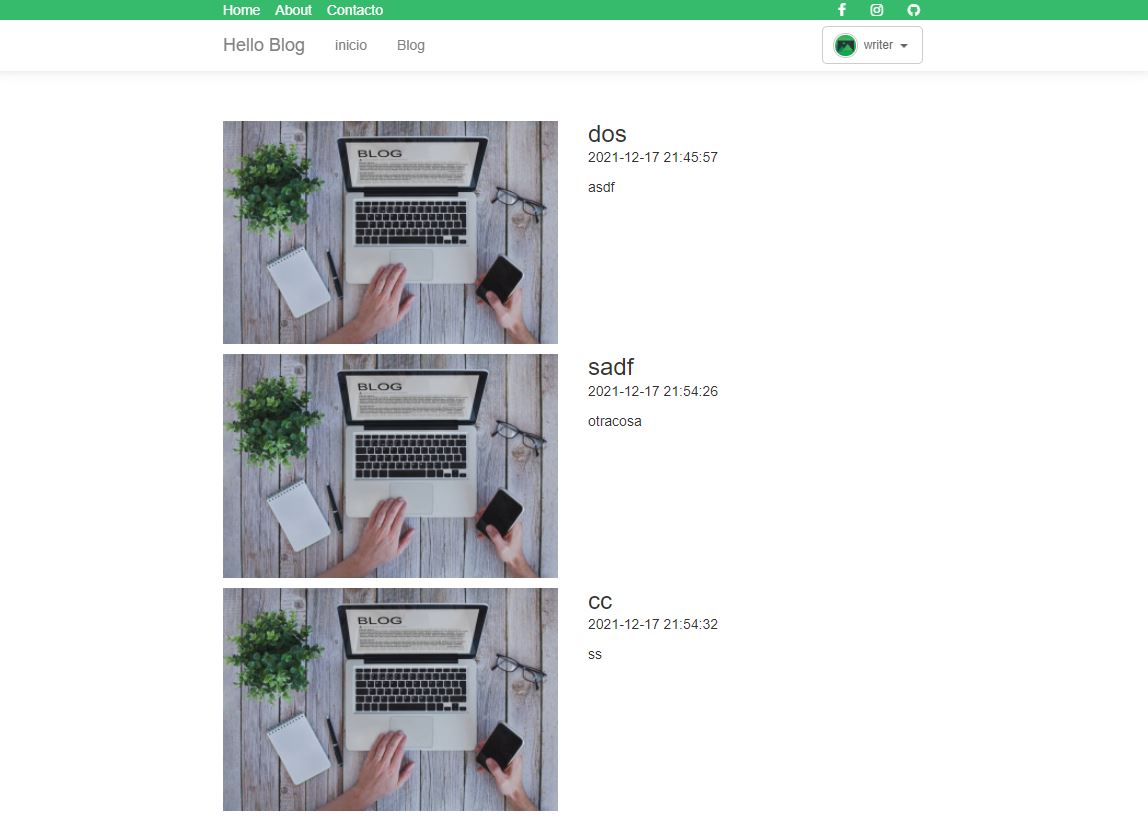 Home About Contacto
Hello Blog inicio Blog writer
BLOG
dos
2021-12-17 21:45:57
asdf
BLOG
sadf
2021-12-17 21:54:26
otracosa
BLOG
cc
2021-12-17 21:54:32
ss